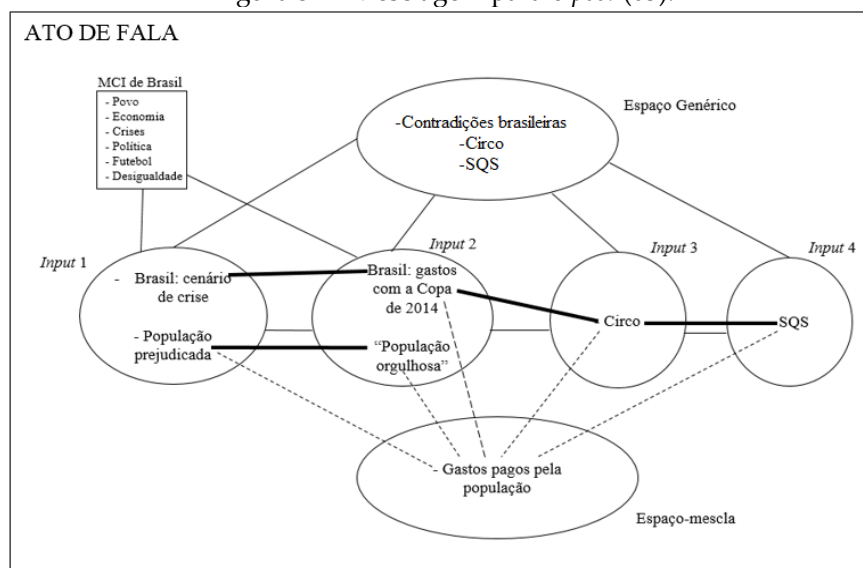 ATO DE FALA
MCI de Brasil
- Povo
- Economia
- Crises
- Política
- Futebol
- Desigualdade
Espaço Genérico
-Contradições brasileiras
-Circo
-SQS
Input 1
- Brasil: cenário
de crise
- População
prejudicada
Input 2
Brasil: gastos
com a Copa
de 2014
“População
orgulhosa”
Input 3
Circo
Input 4
SQS
- Gastos pagos pela
população
Espaço-mescla